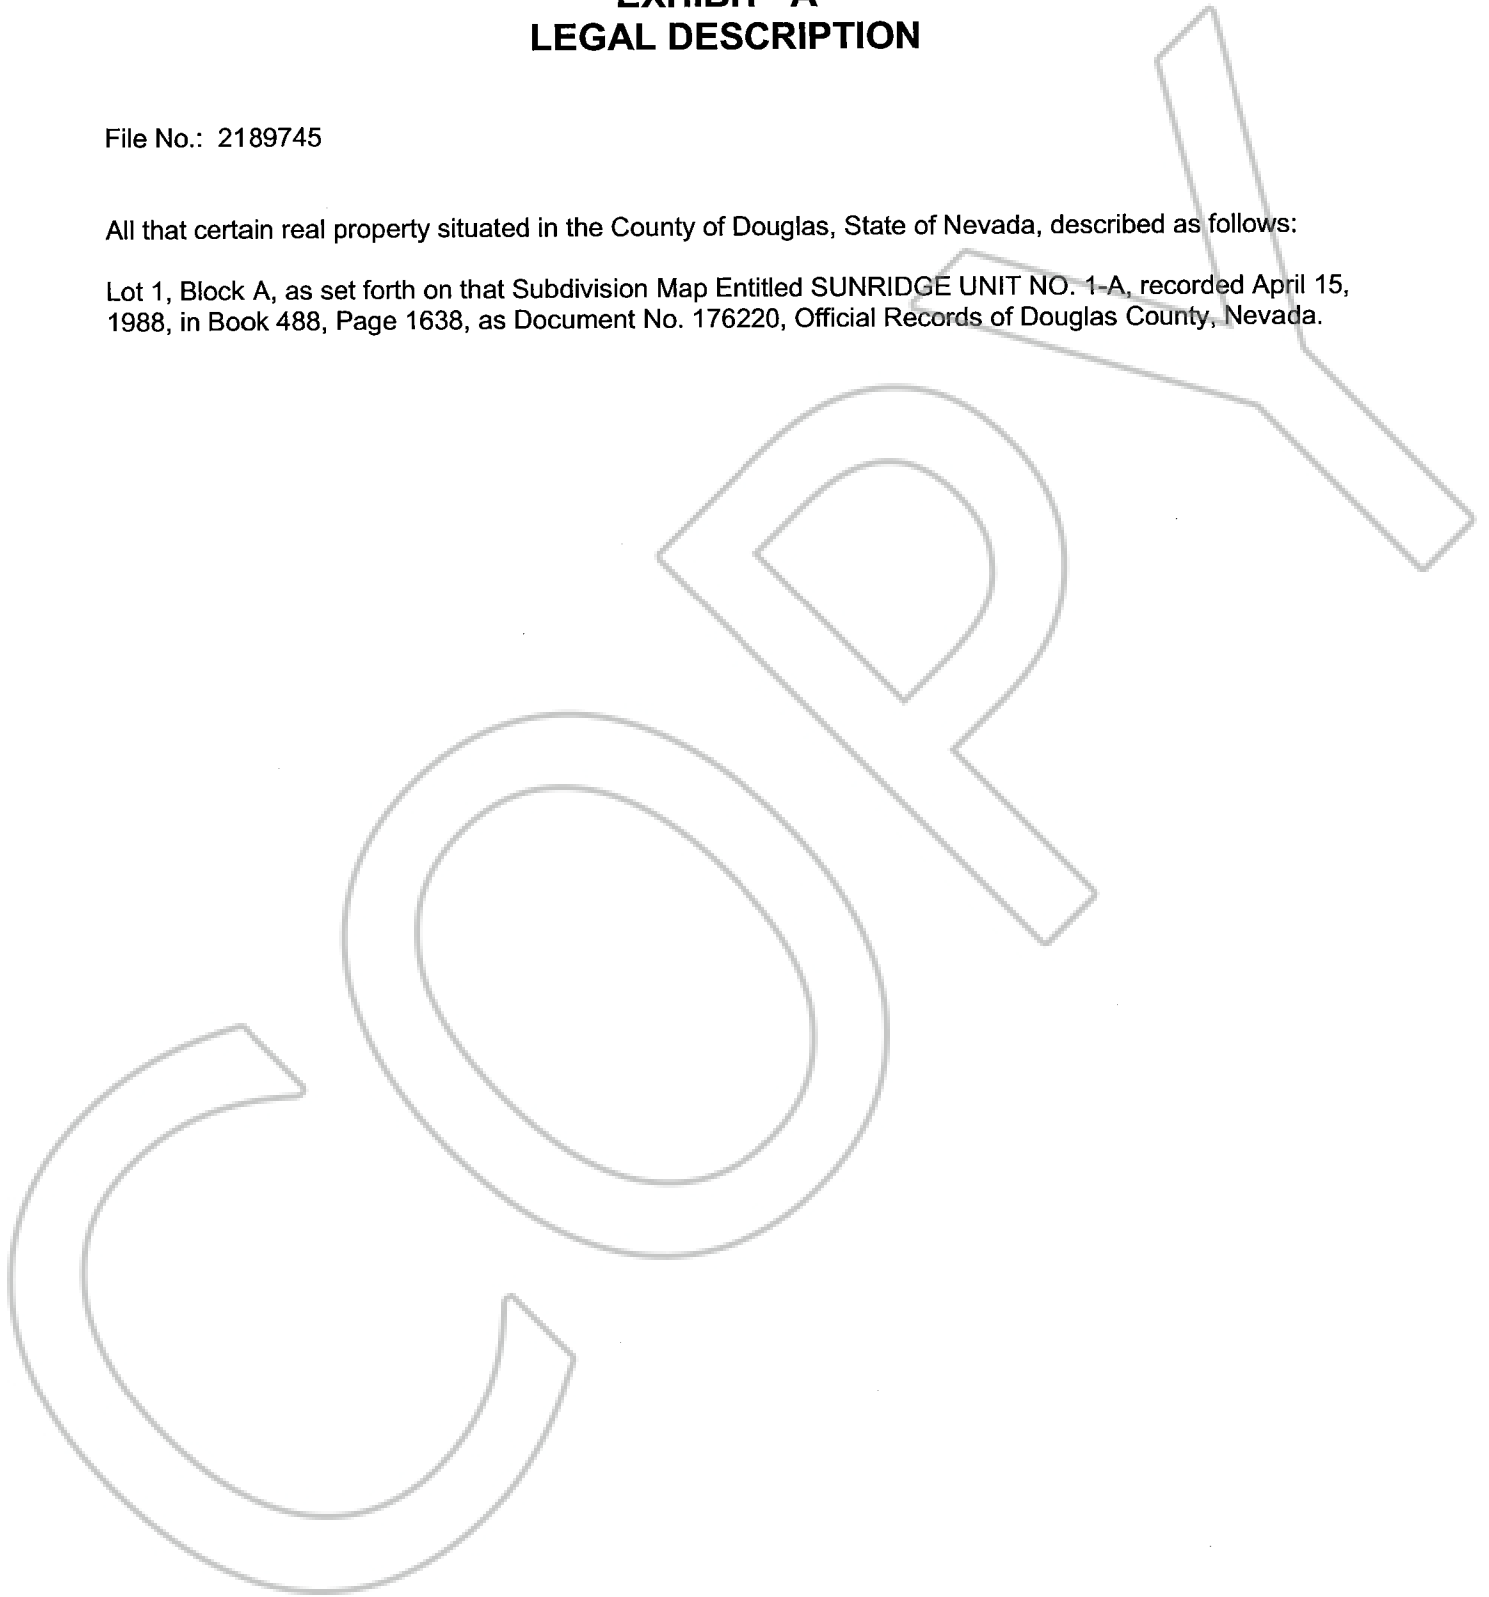 EXHIBIT "A"
LEGAL DESCRIPTION
File No.: 2189745
All that certain real property situated in the County of Douglas, State of Nevada, described as follows:
Lot 1, Block A, as set forth on that Subdivision Map Entitled SUNRIDGE UNIT NO. 1-A, recorded April 15,
1988, in Book 488, Page 1638, as Document No. 176220, Official Records of Douglas County, Nevada.
COPY